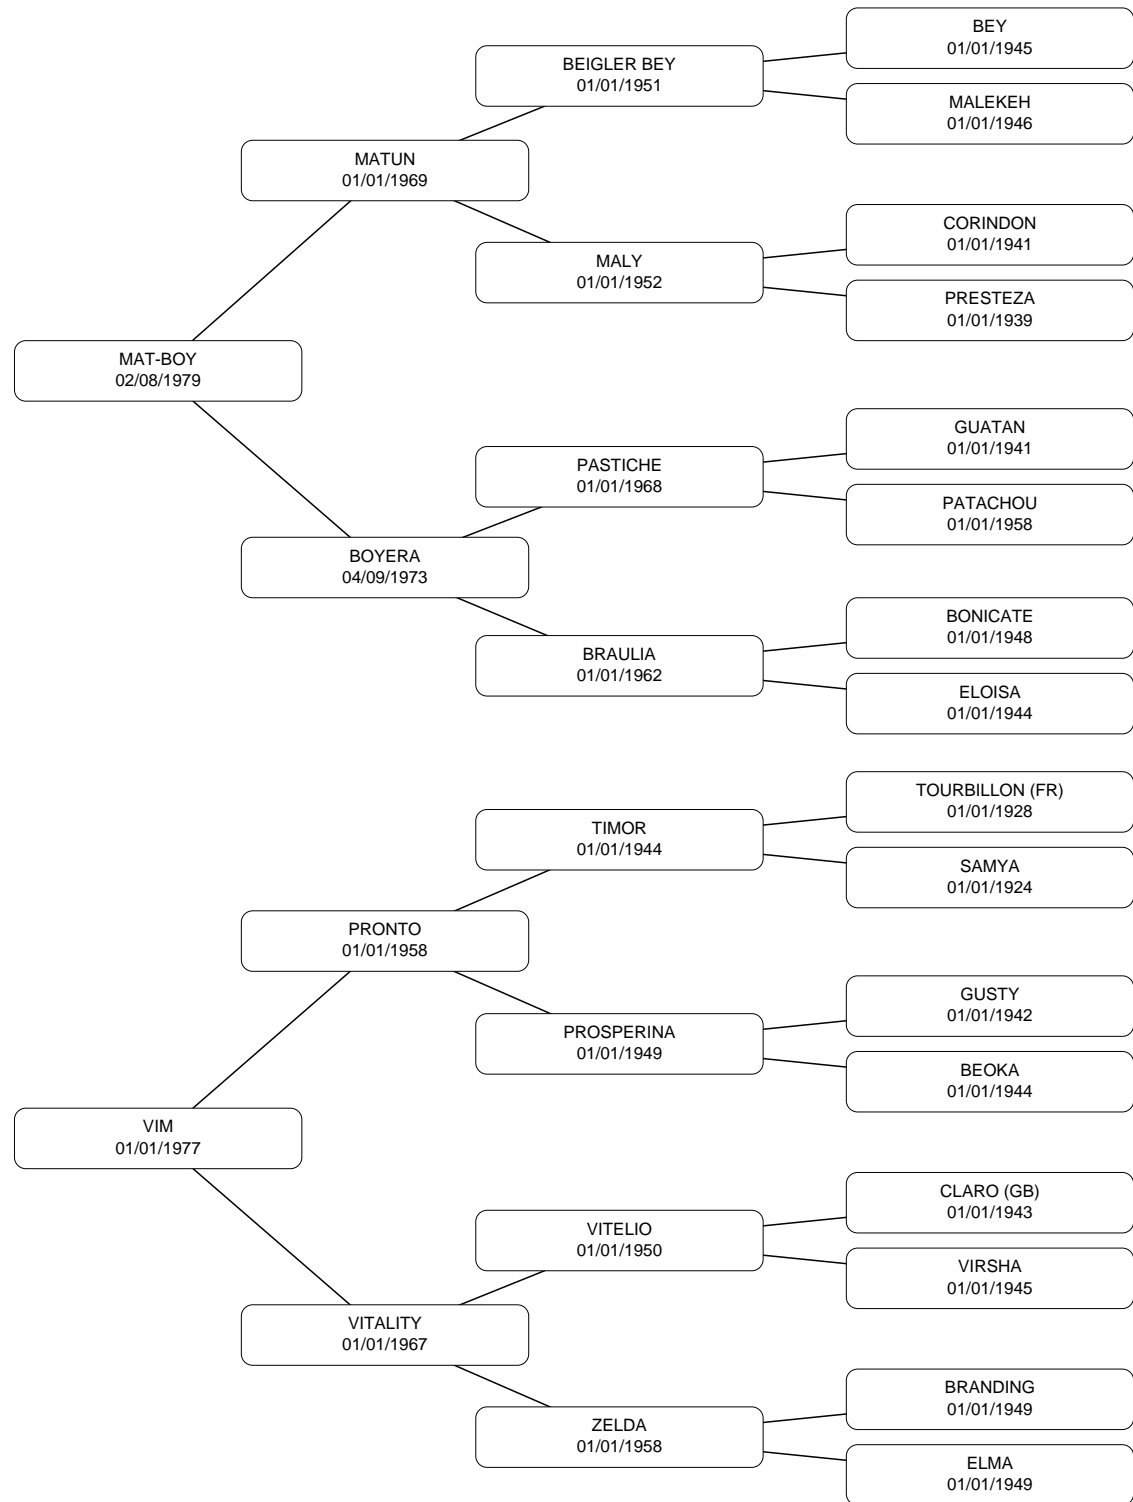 BEY
01/01/1945
BEIGLER BEY
01/01/1951
MALEKEH
01/01/1946
MATUN
01/01/1969
CORINDON
01/01/1941
MALY
01/01/1952
PRESTEZA
01/01/1939
MAT-BOY
02/08/1979
GUATAN
01/01/1941
PASTICHE
01/01/1968
PATACHOU
01/01/1958
BOYERA
04/09/1973
BONICATE
01/01/1948
BRAULIA
01/01/1962
ELOISA
01/01/1944
TOURBILLON (FR)
01/01/1928
TIMOR
01/01/1944
SAMYA
01/01/1924
PRONTO
01/01/1958
GUSTY
01/01/1942
PROSPERINA
01/01/1949
BEOKA
01/01/1944
VIM
01/01/1977
CLARO (GB)
01/01/1943
VITELIO
01/01/1950
VIRSHA
01/01/1945
VITALITY
01/01/1967
BRANDING
01/01/1949
ZELDA
01/01/1958
ELMA
01/01/1949